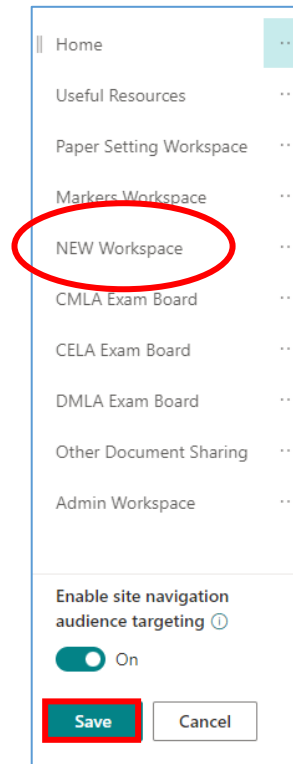 Home
Useful Resources
Paper Setting Workspace
Markers Workspace
NEW Workspace
CMLA Exam Board
CELA Exam Board
DMLA Exam Board
Other Document Sharing
Admin Workspace
Enable site navigation
audience targeting
On
Save Cancel